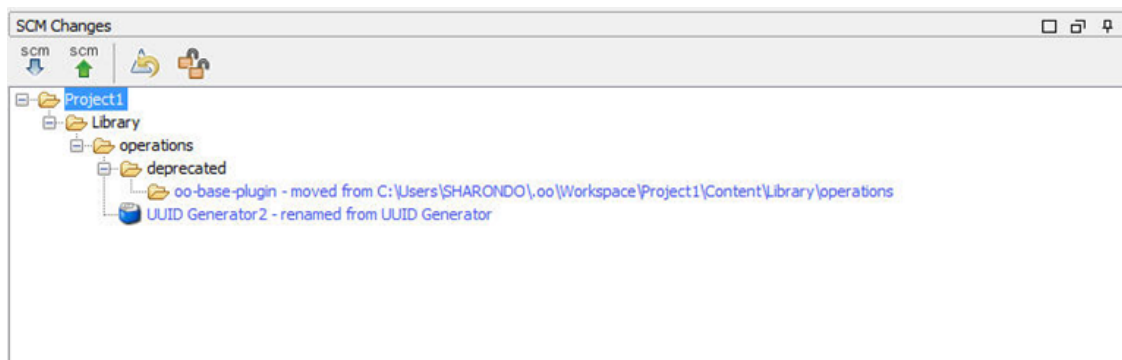 SCM Changes
scm scm
Project1
Library
operations
deprecated
oo-base-plugin - moved from C:\Users\SHARONDO\.oo\Workspace\Project1\Content\Library\operations
UUID Generator2 - renamed from UUID Generator